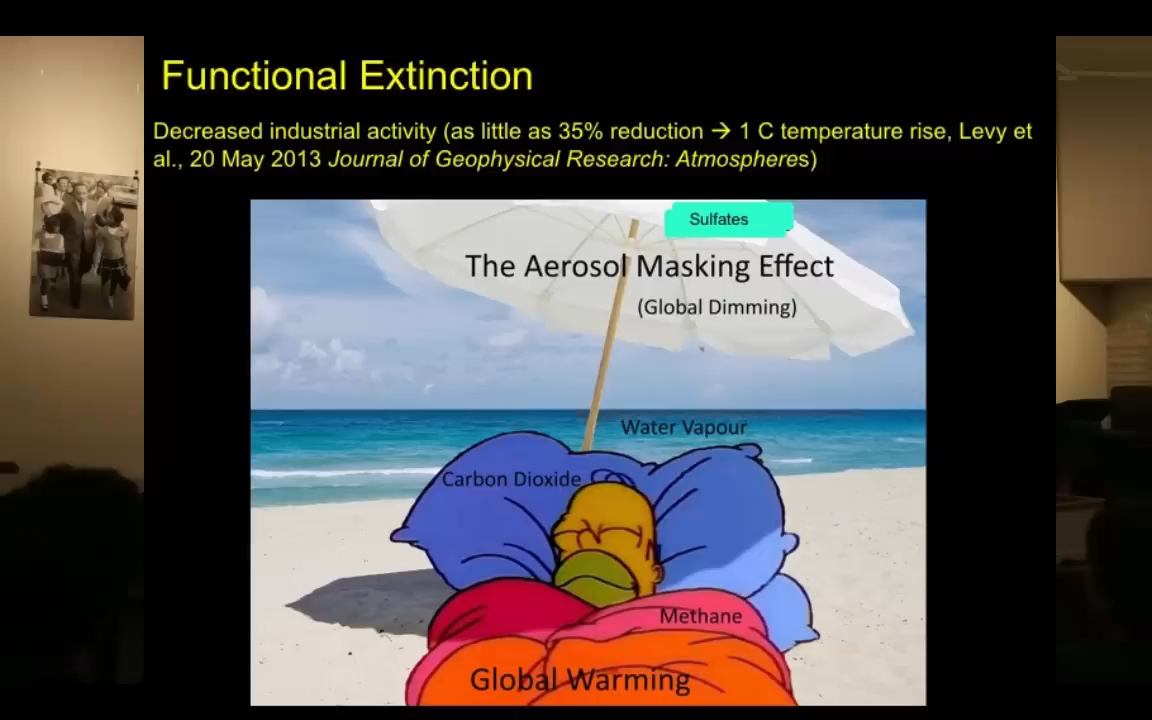 Functional Extinction
Decreased industrial activity (as little as 35% reduction → 1 C temperature rise, Levy et
al., 20 May 2013 Journal of Geophysical Research: Atmospheres)
Sulfates
The Aerosol Masking Effect
(Global Dimming)
Water Vapour
Carbon Dioxide
Methane
Global Warming